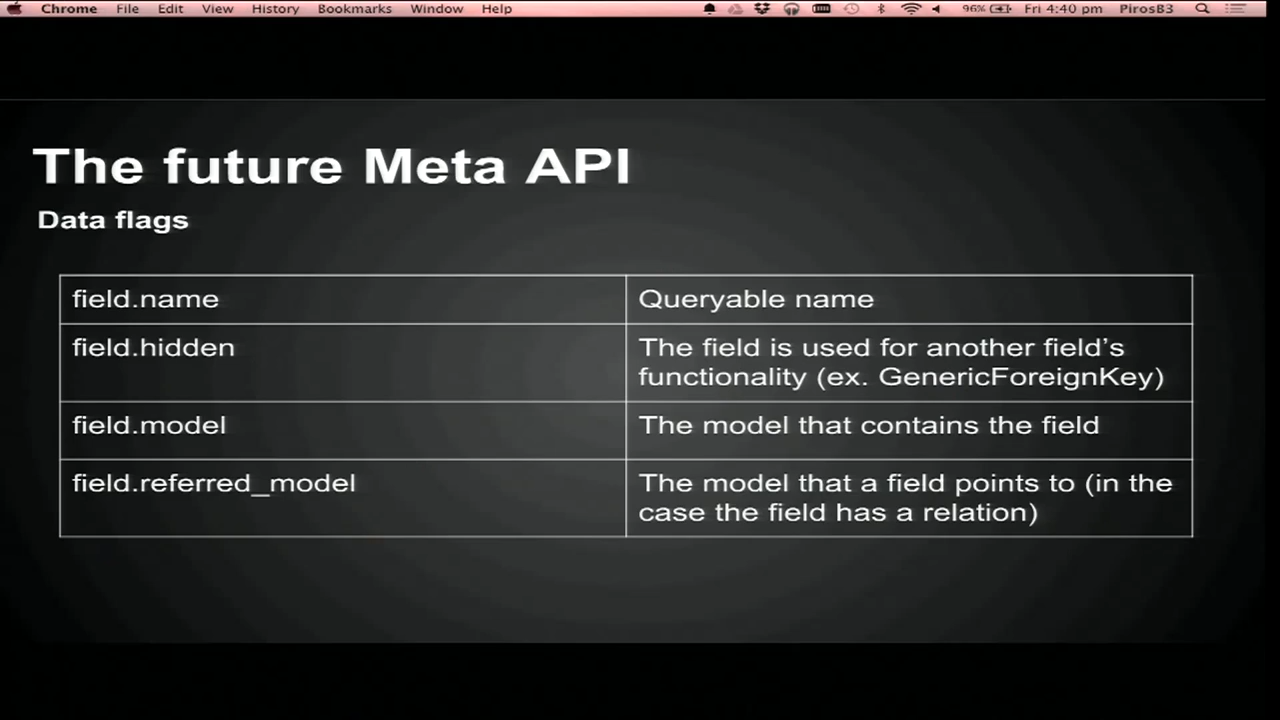 Chrome File Edit View History Bookmarks Window Help 96% Fri 4:40 pm PirosB3
The future Meta API
Data flags
field.name Queryable name
field.hidden The field is used for another field’s
functionality (ex. GenericForeignKey)
field.model The model that contains the field
field.referred_model The model that a field points to (in the
case the field has a relation)